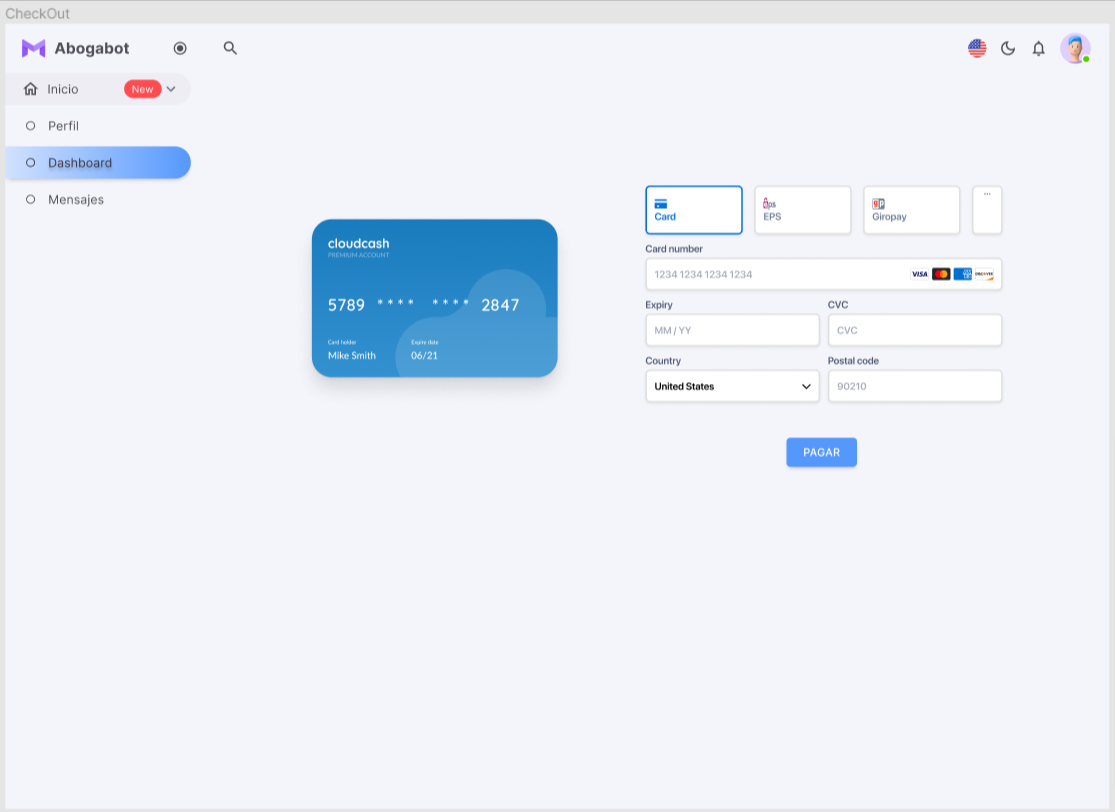 CheckOut
Abogabot
Inicio
New
Perfil
Dashboard
Mensajes
cloudcash
PREMIUM ACCOUNT
5789 **** **** 2847
Card holder
Expire date
Mike Smith
06/21
Card
eps
EPS
Giropay
...
Card number
1234 1234 1234 1234
VISA
DISCOVER
Expiry
CVC
MM / YY
CVC
Country
Postal code
United States
90210
PAGAR